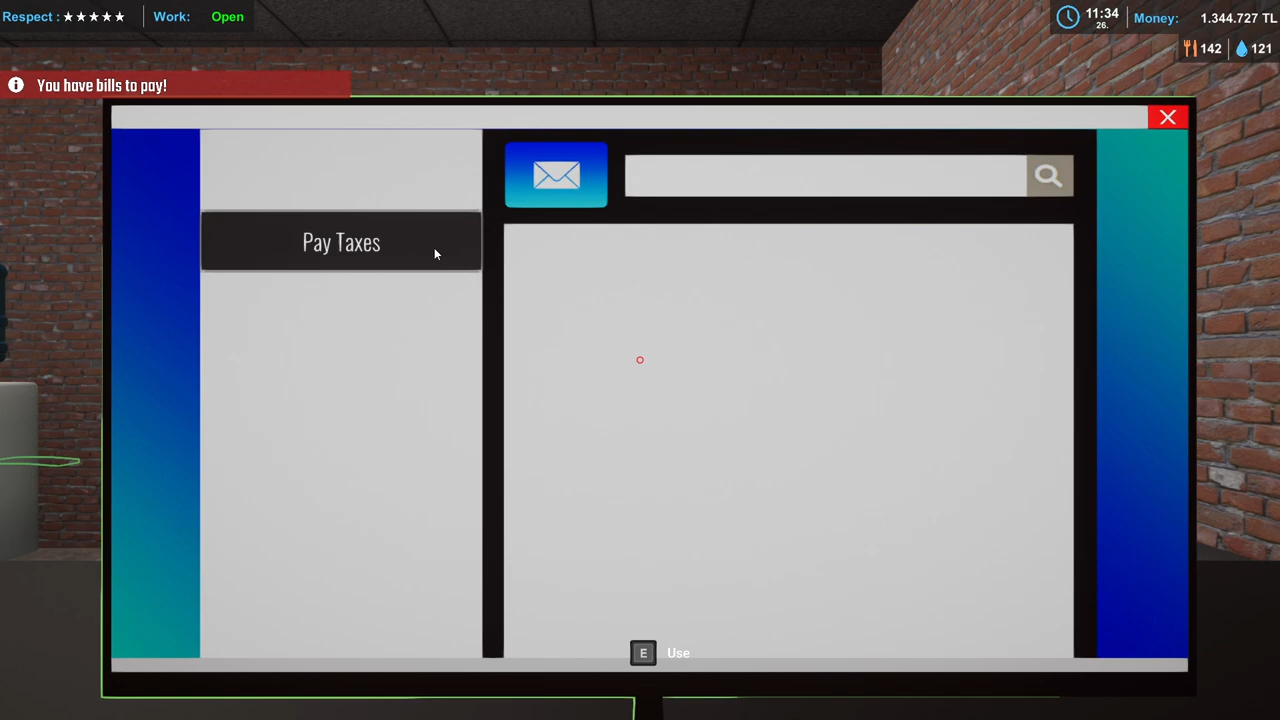 Respect : ★★★★★ Work: Open
11:34
26.
Money: 1.344.727 TL
142 121
You have bills to pay!
Pay Taxes
E Use